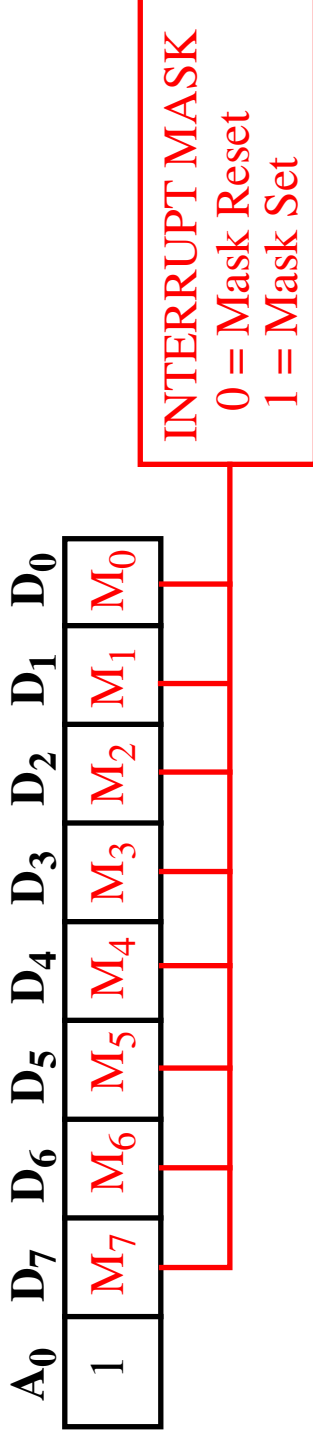 A0 D7 D6 D5 D4 D3 D2 D1 D0
1 M7 M6 M5 M4 M3 M2 M1 M0
INTERRUPT MASK
0 = Mask Reset
1 = Mask Set